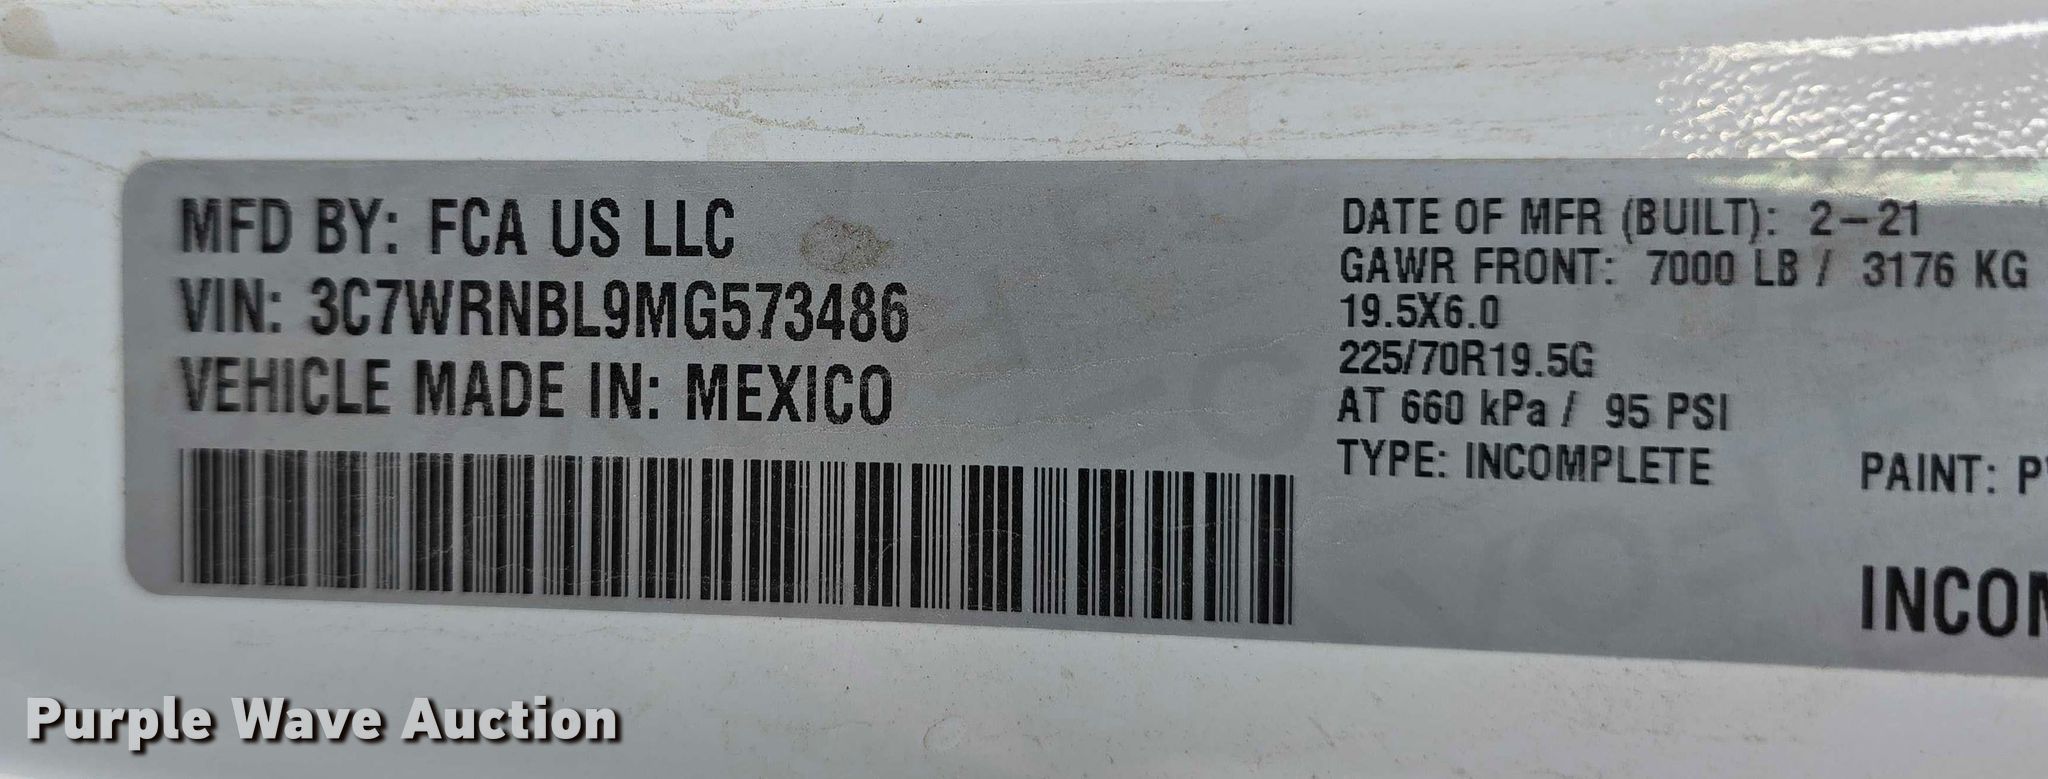 MFD BY: FCA US LLC
VIN: 3C7WRNBL9MG573486
VEHICLE MADE IN: MEXICO
DATE OF MFR (BUILT): 2-21
GAWR FRONT: 7000 LB / 3176 KG
19.5X6.0
225/70R19.5G
AT 660 kPa / 95 PSI
TYPE: INCOMPLETE
PAINT: P
INCOM
Purple Wave Auction